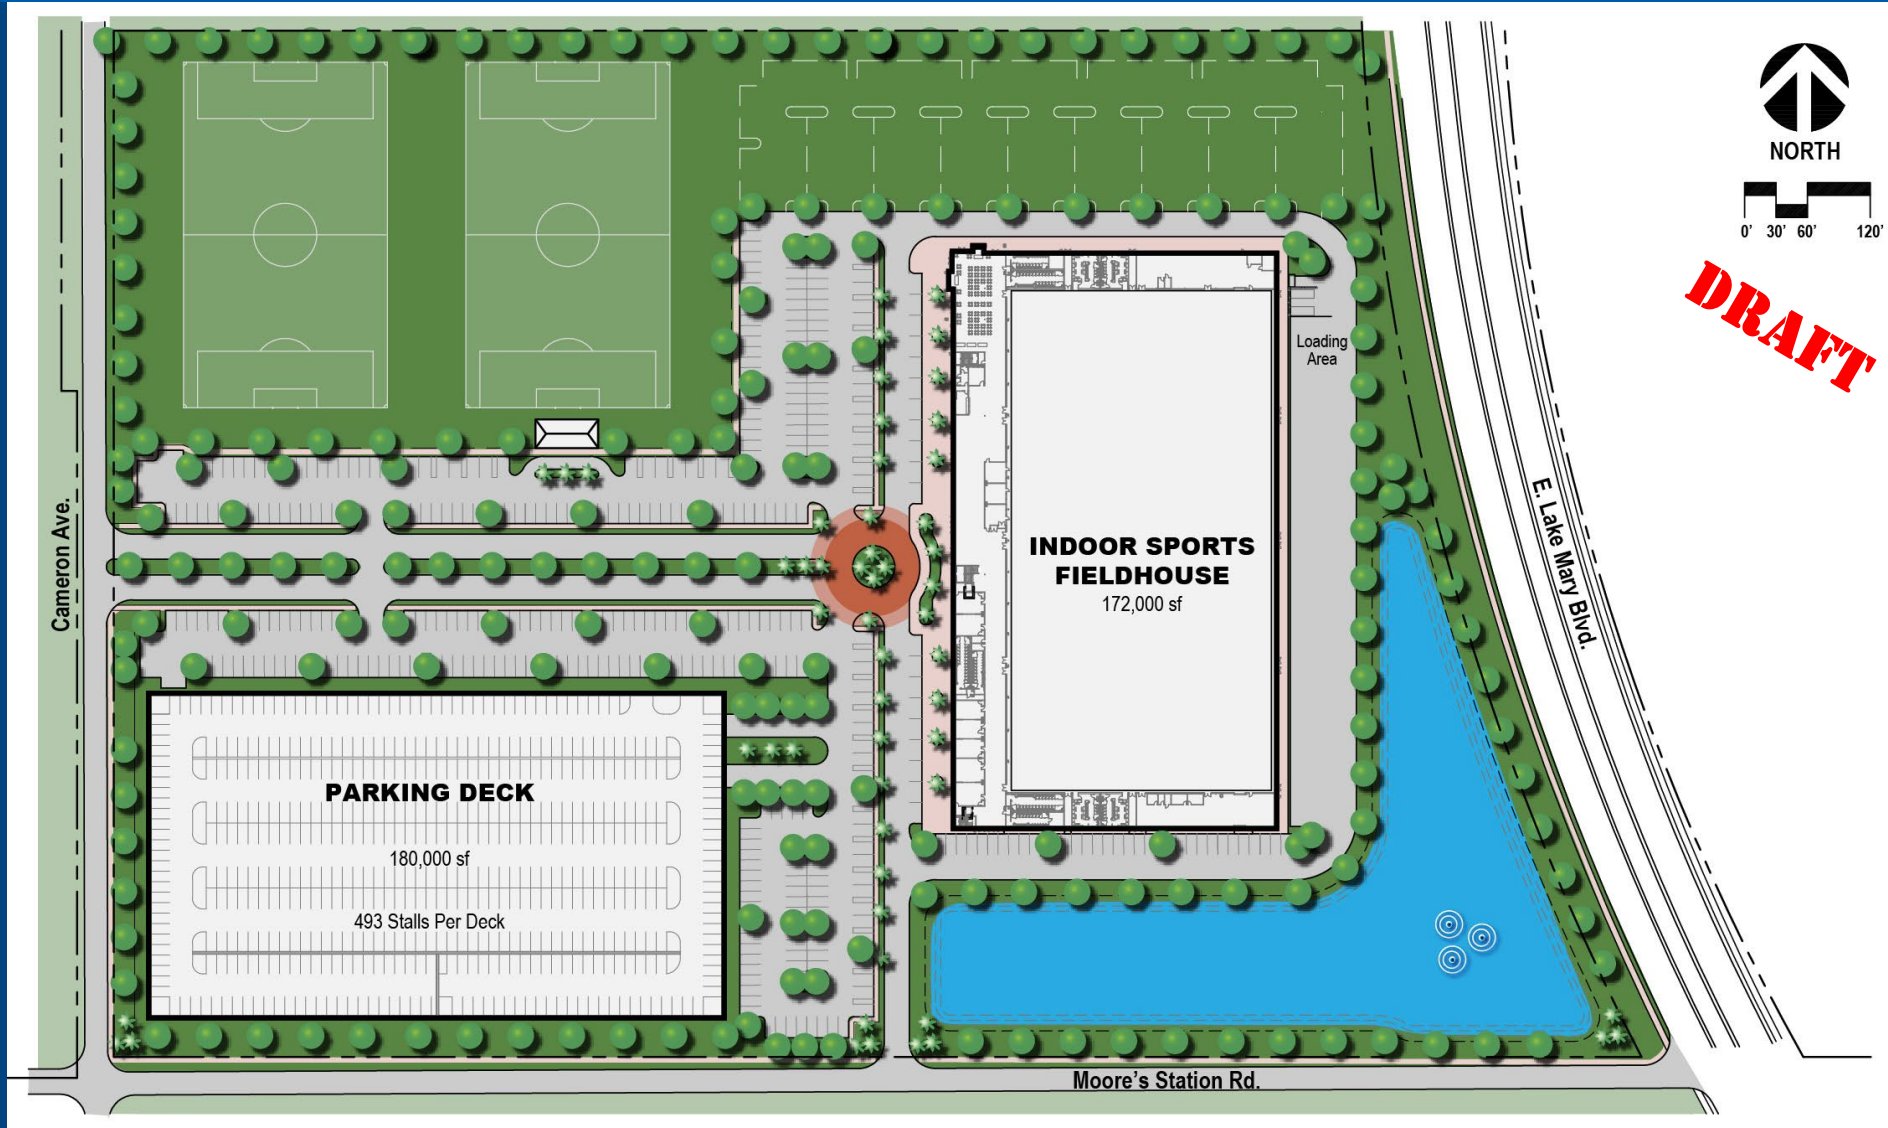 NORTH
0' 30' 60' 120'
DRAFT
Loading
Area
Cameron Ave.
E. Lake Mary Blvd.
INDOOR SPORTS
FIELDHOUSE
172,000 sf
PARKING DECK
180,000 sf
493 Stalls Per Deck
Moore's Station Rd.